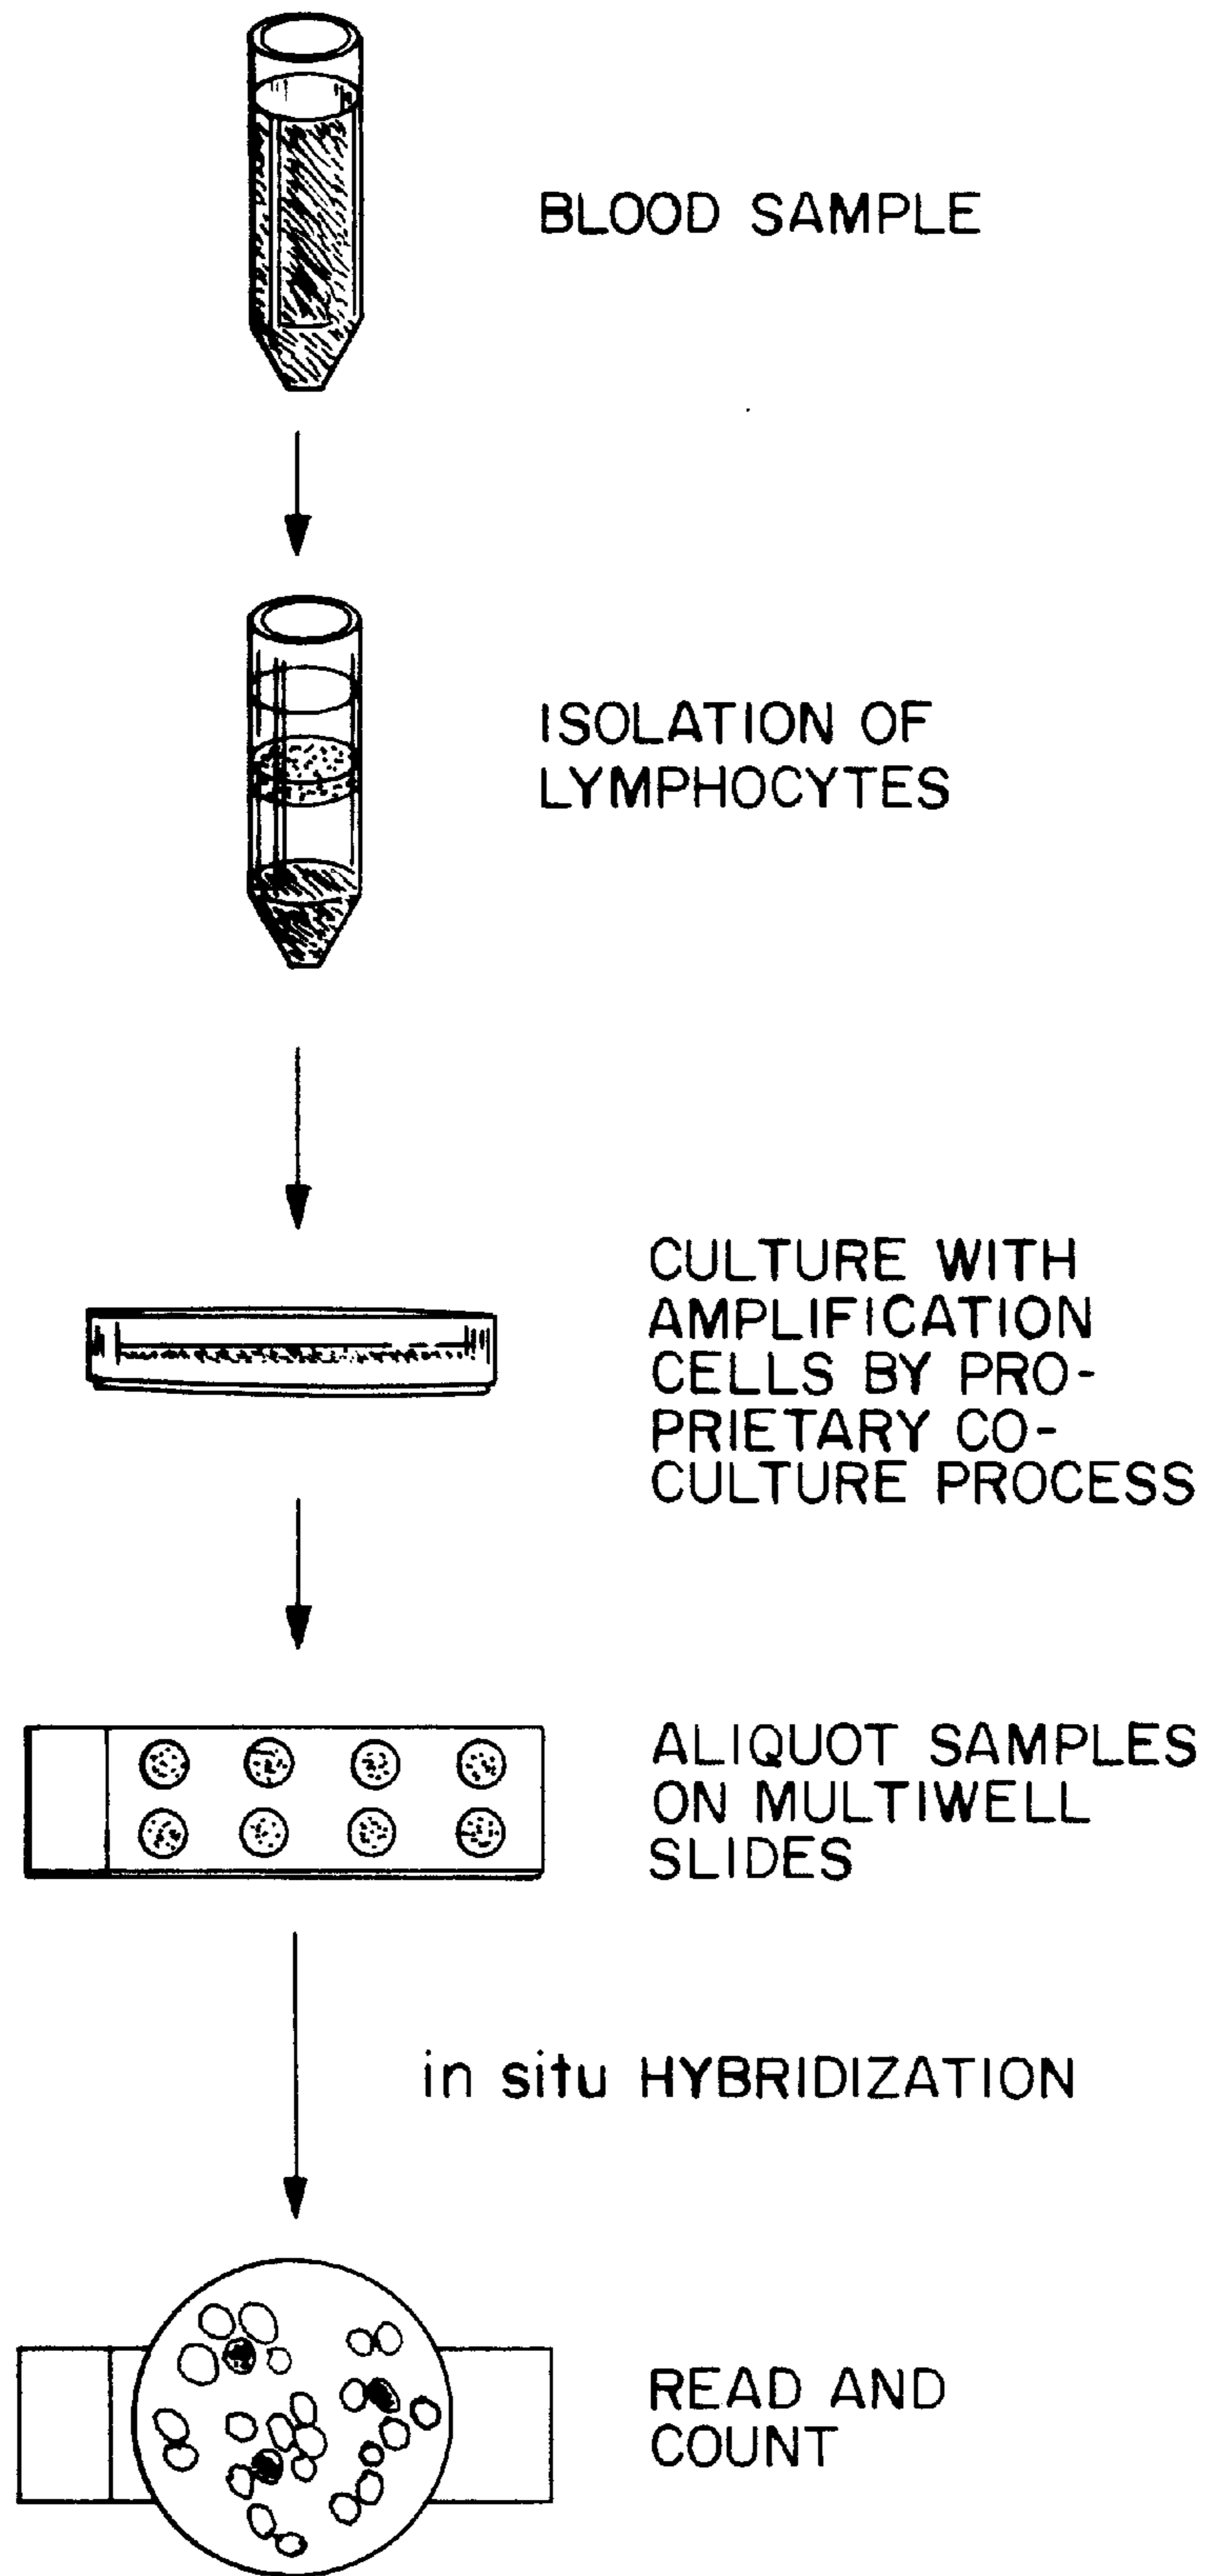 BLOOD SAMPLE
ISOLATION OF
LYMPHOCYTES
CULTURE WITH
AMPLIFICATION
CELLS BY PRO-
PRIETARY CO-
CULTURE PROCESS
ALIQUOT SAMPLES
ON MULTIWELL
SLIDES
in situ HYBRIDIZATION
READ AND
COUNT